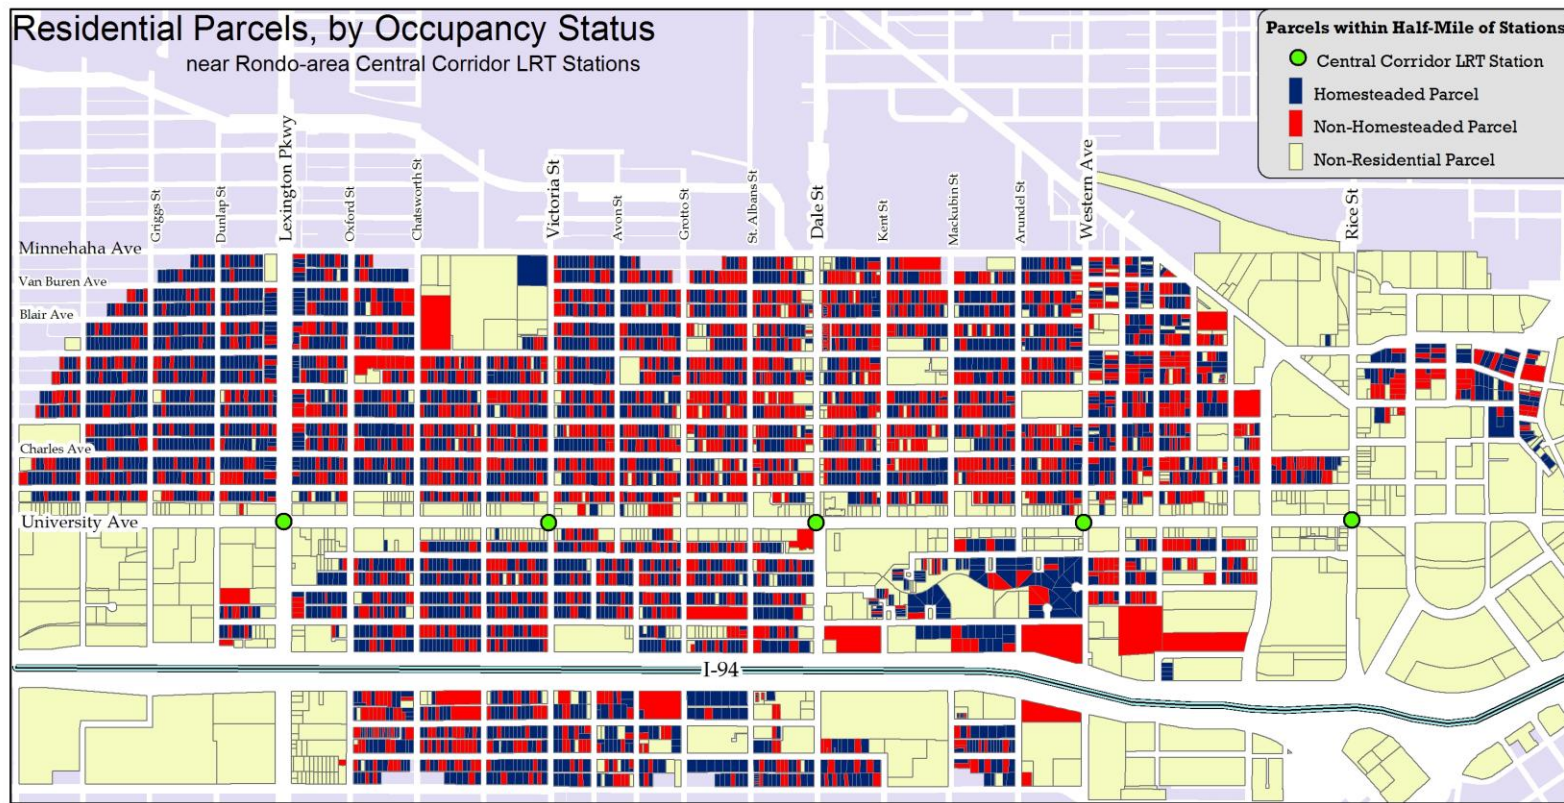 Residential Parcels, by Occupancy Status
near Rondo-area Central Corridor LRT Stations
Parcels within Half-Mile of Stations
Central Corridor LRT Station
Homesteaded Parcel
Non-Homesteaded Parcel
Non-Residential Parcel
Griggs St
Dunlap St
Lexington Pkwy
Oxford St
Chatsworth St
Victoria St
Avon St
Grotto St
St. Albans St
Dale St
Kent St
Mackubin St
Arundel St
Western Ave
Rice St
Minnehaha Ave
Van Buren Ave
Blair Ave
Charles Ave
University Ave
I-94